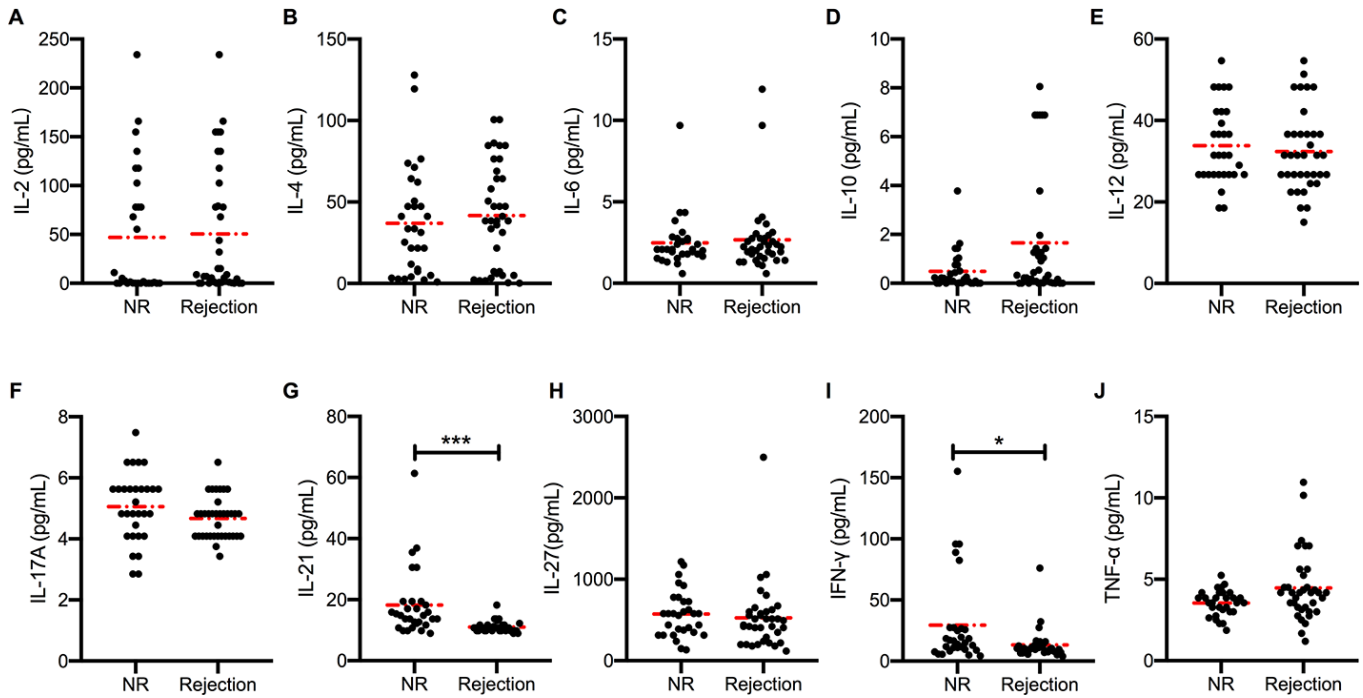 A
IL-2 (pg/mL)
250
200
150
100
50
0
NR Rejection
B
IL-4 (pg/mL)
150
100
50
0
NR Rejection
C
IL-6 (pg/mL)
15
10
5
0
NR Rejection
D
IL-10 (pg/mL)
10
8
6
4
2
0
NR Rejection
E
IL-12 (pg/mL)
60
40
20
0
NR Rejection
F
IL-17A (pg/mL)
8
6
4
2
0
NR Rejection
G
IL-21 (pg/mL)
80
60
40
20
0
***
NR Rejection
H
IL-27(pg/mL)
3000
2000
1000
0
NR Rejection
I
IFN-γ (pg/mL)
200
150
100
50
0
*
NR Rejection
J
TNF-α (pg/mL)
15
10
5
0
NR Rejection